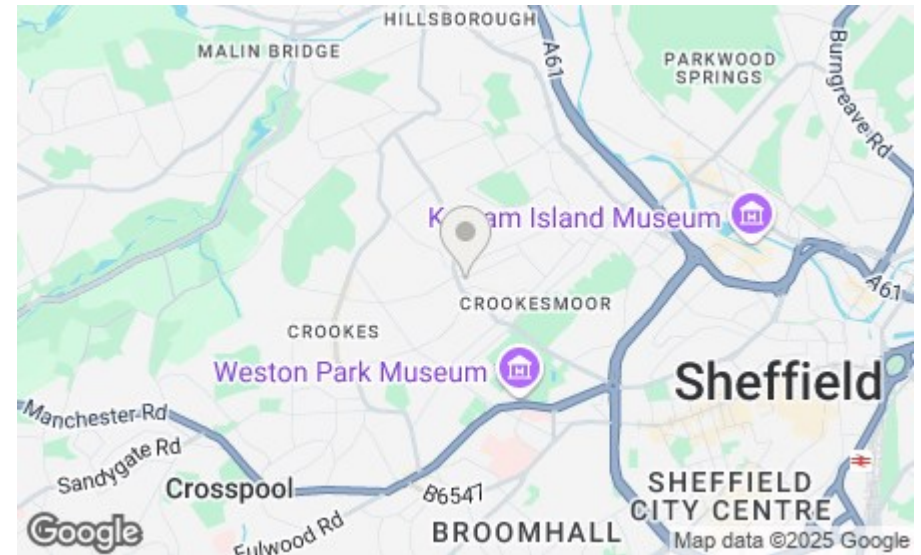 HILLSBOROUGH
MALIN BRIDGE
A61
PARKWOOD
SPRINGS
Burngreave Rd
Island Museum
A61
CROOKESMOOR
CROOKES
Weston Park Museum
Sheffield
Manchester Rd
Sandygate Rd
Crosspool
B6547
SHEFFIELD
CITY CENTRE
Fulwood Rd
BROOMHALL
Google
Map data ©2025 Google